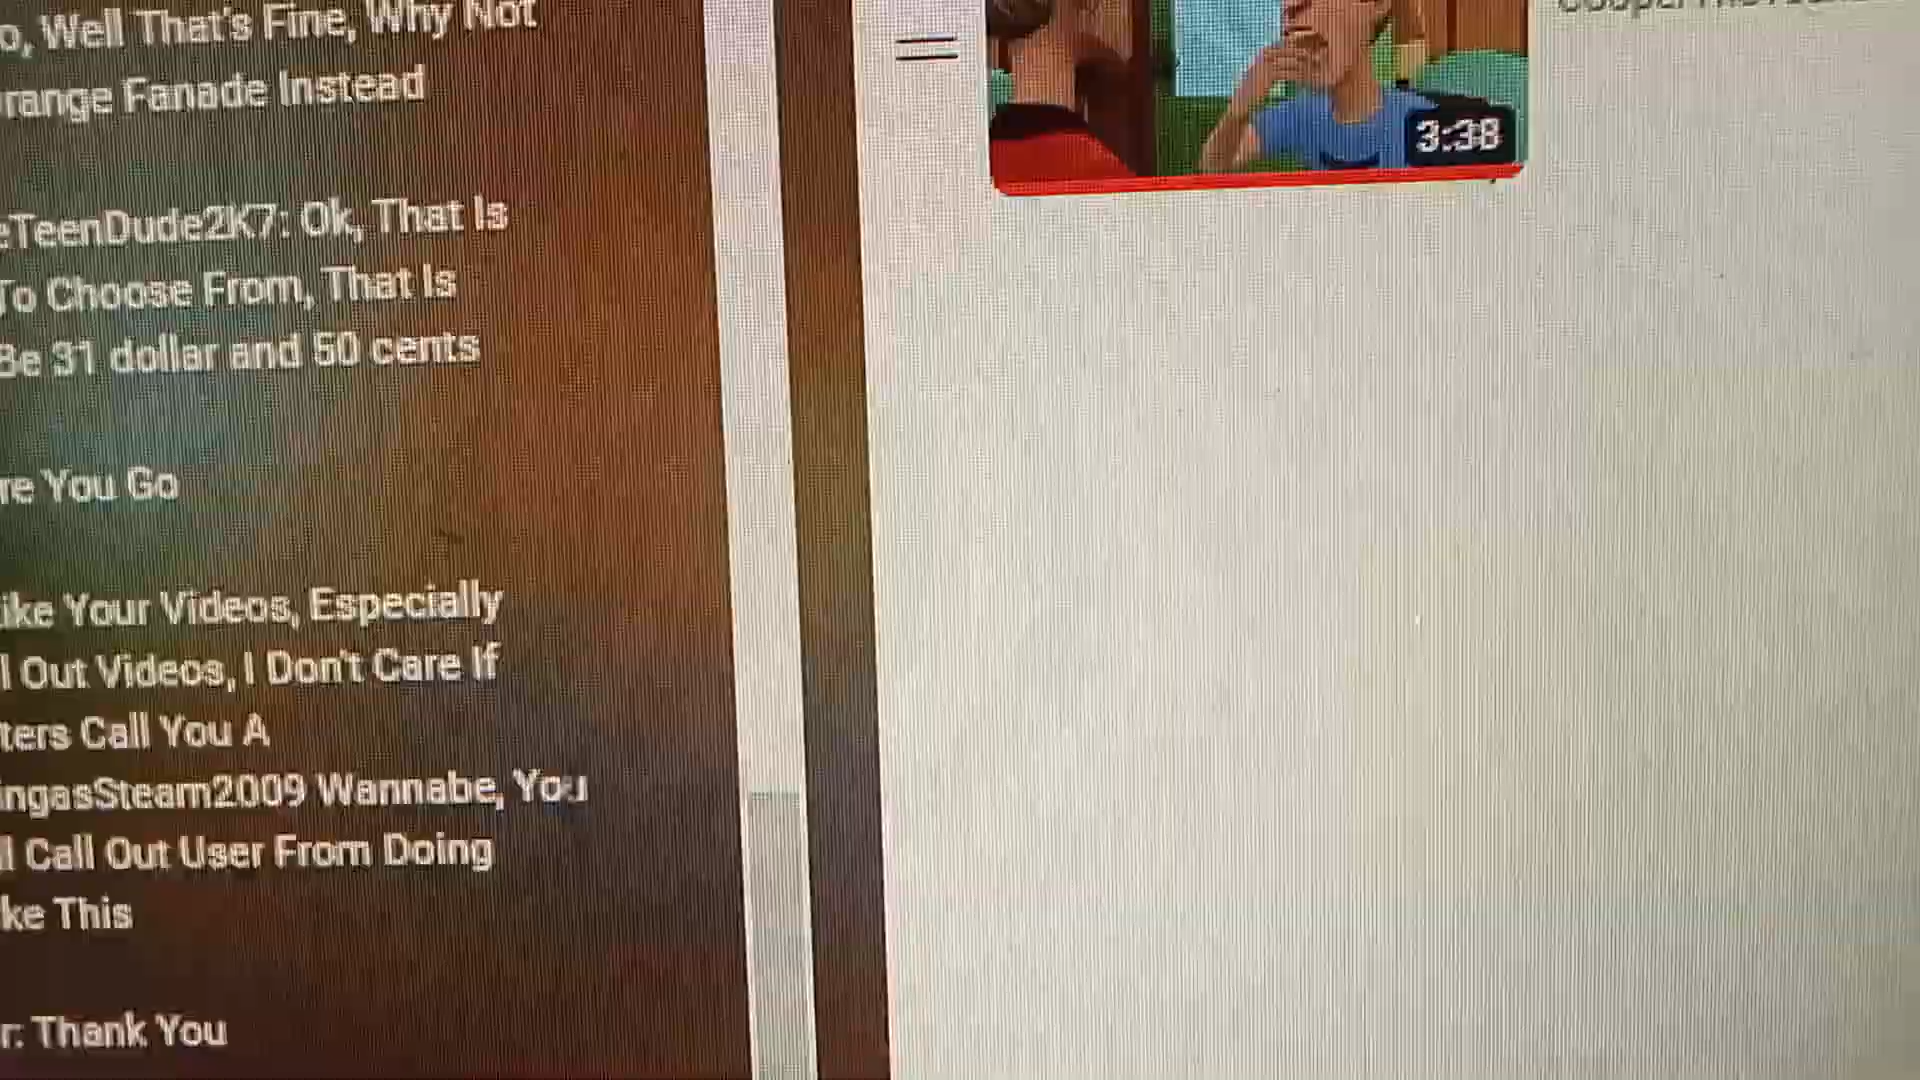 o, Well That's Fine, Why Not
range Fanade Instead
eTeenDude2K7: Ok, That Is
To Choose From, That Is
Be 31 dollar and 50 cents
re You Go
ike Your Videos, Especially
l Out Videos, I Don't Care If
ters Call You A
ingasSteam2009 Wannabe, You
ll Call Out User From Doing
ke This
r: Thank You
3:38